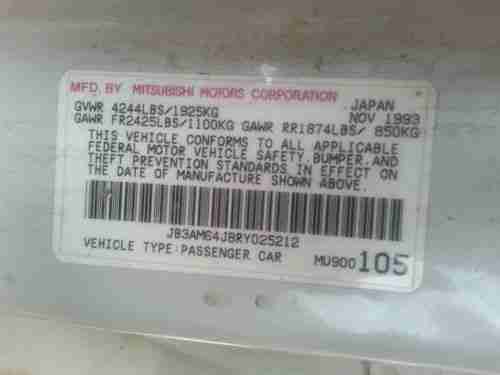 MFD. BY MITSUBISHI MOTORS CORPORATION
GVWR 4244LBS/1925KG JAPAN
NOV 1993
GAWR FR2425LBS/1100KG GAWR RR1874LBS/ 850KG
THIS VEHICLE CONFORMS TO ALL APPLICABLE
FEDERAL MOTOR VEHICLE SAFETY, BUMPER, AND
THEFT PREVENTION STANDARDS IN EFFECT ON
THE DATE OF MANUFACTURE SHOWN ABOVE.
JB3AM64J8RY025212
VEHICLE TYPE:PASSENGER CAR MU900105